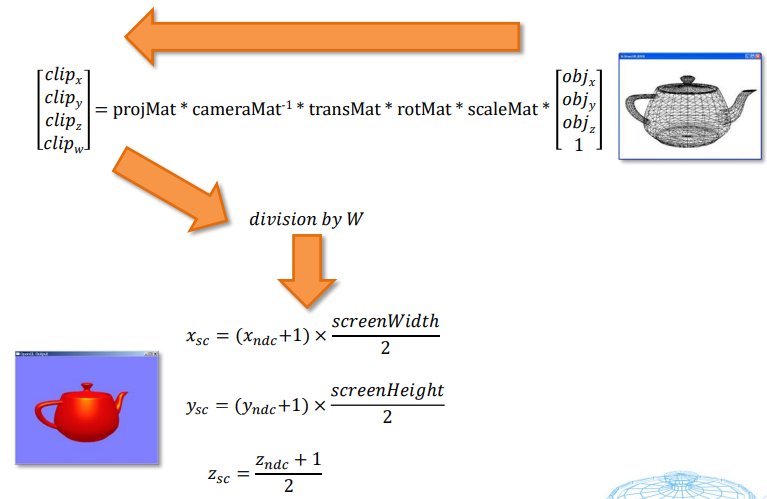 [clip_x clip_y clip_z clip_w] = projMat * cameraMat⁻¹ * transMat * rotMat * scaleMat * [obj_x obj_y obj_z 1]
division by W
x_sc = (x_ndc+1) × screenWidth / 2
y_sc = (y_ndc+1) × screenHeight / 2
z_sc = (z_ndc + 1) / 2